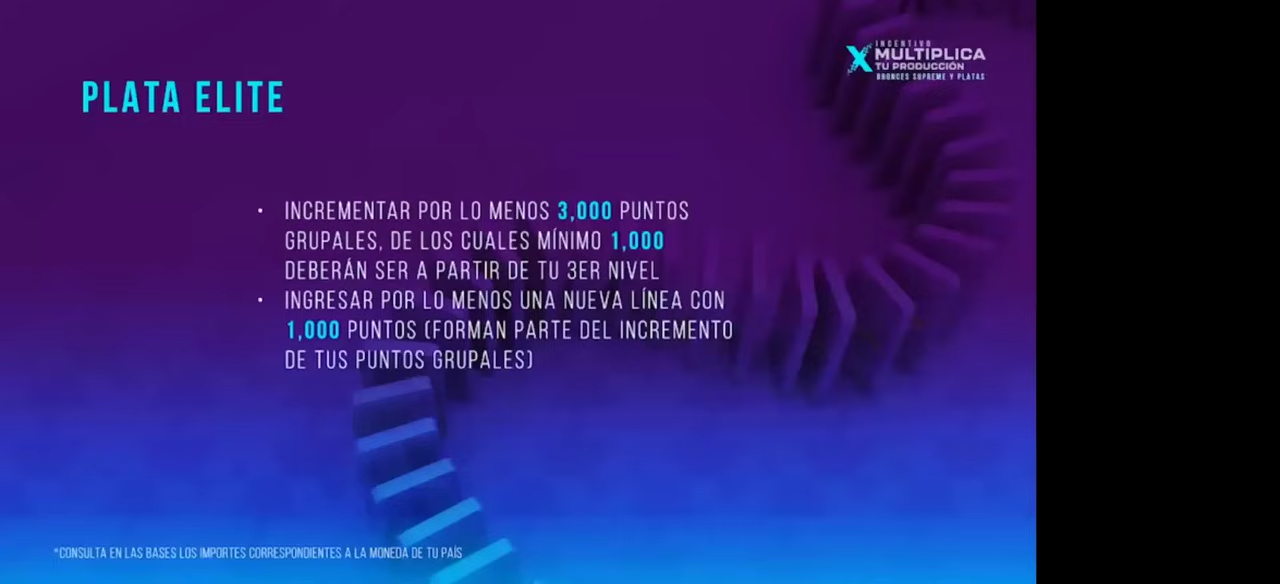 INCENTIVO
MULTIPLICA
TU PRODUCCIÓN
BRONCES SUPREME Y PLATAS
PLATA ELITE
• INCREMENTAR POR LO MENOS 3,000 PUNTOS
GRUPALES, DE LOS CUALES MÍNIMO 1,000
DEBERÁN SER A PARTIR DE TU 3ER NIVEL
• INGRESAR POR LO MENOS UNA NUEVA LÍNEA CON
1,000 PUNTOS (FORMAN PARTE DEL INCREMENTO
DE TUS PUNTOS GRUPALES)
*CONSULTA EN LAS BASES LOS IMPORTES CORRESPONDIENTES A LA MONEDA DE TU PAÍS